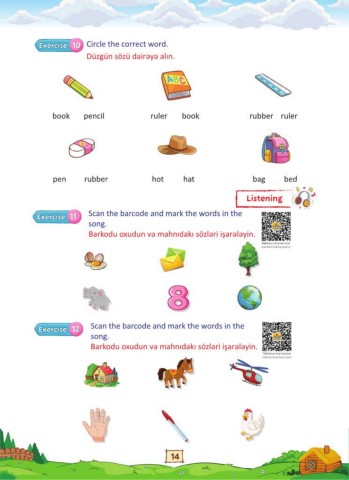 Exercise 10 Circle the correct word.
Düzgün sözü dairəyə alın.
ABC
book pencil ruler book rubber ruler
pen rubber hot hat bag bed
Listening
Exercise 11 Scan the barcode and mark the words in the
song.
Barkodu oxudun və mahnıdakı sözləri işarələyin.
8
Exercise 12 Scan the barcode and mark the words in the
song.
Barkodu oxudun və mahnıdakı sözləri işarələyin.
14